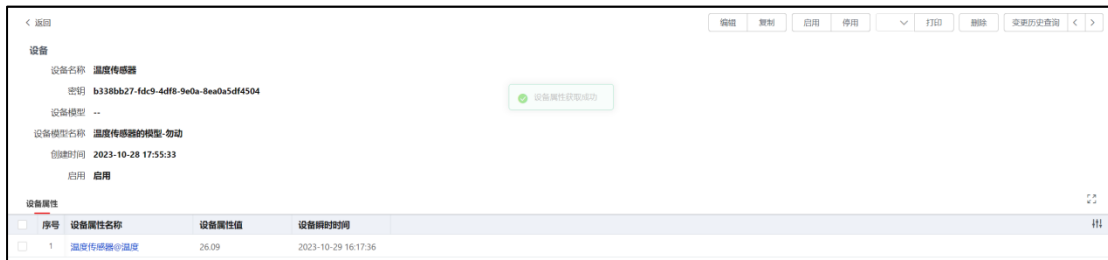 返回 编辑 复制 启用 停用 打印 删除 变更历史查询
设备
设备名称 温度传感器
密钥 b338bb27-fdc9-4df8-9e0a-8ea0a5df4504
设备属性获取成功
设备模型 --
设备模型名称 温度传感器的模型-勿动
创建时间 2023-10-28 17:55:33
启用 启用
设备属性
序号 设备属性名称 设备属性值 设备瞬时时间
1 温度传感器@温度 26.09 2023-10-29 16:17:36